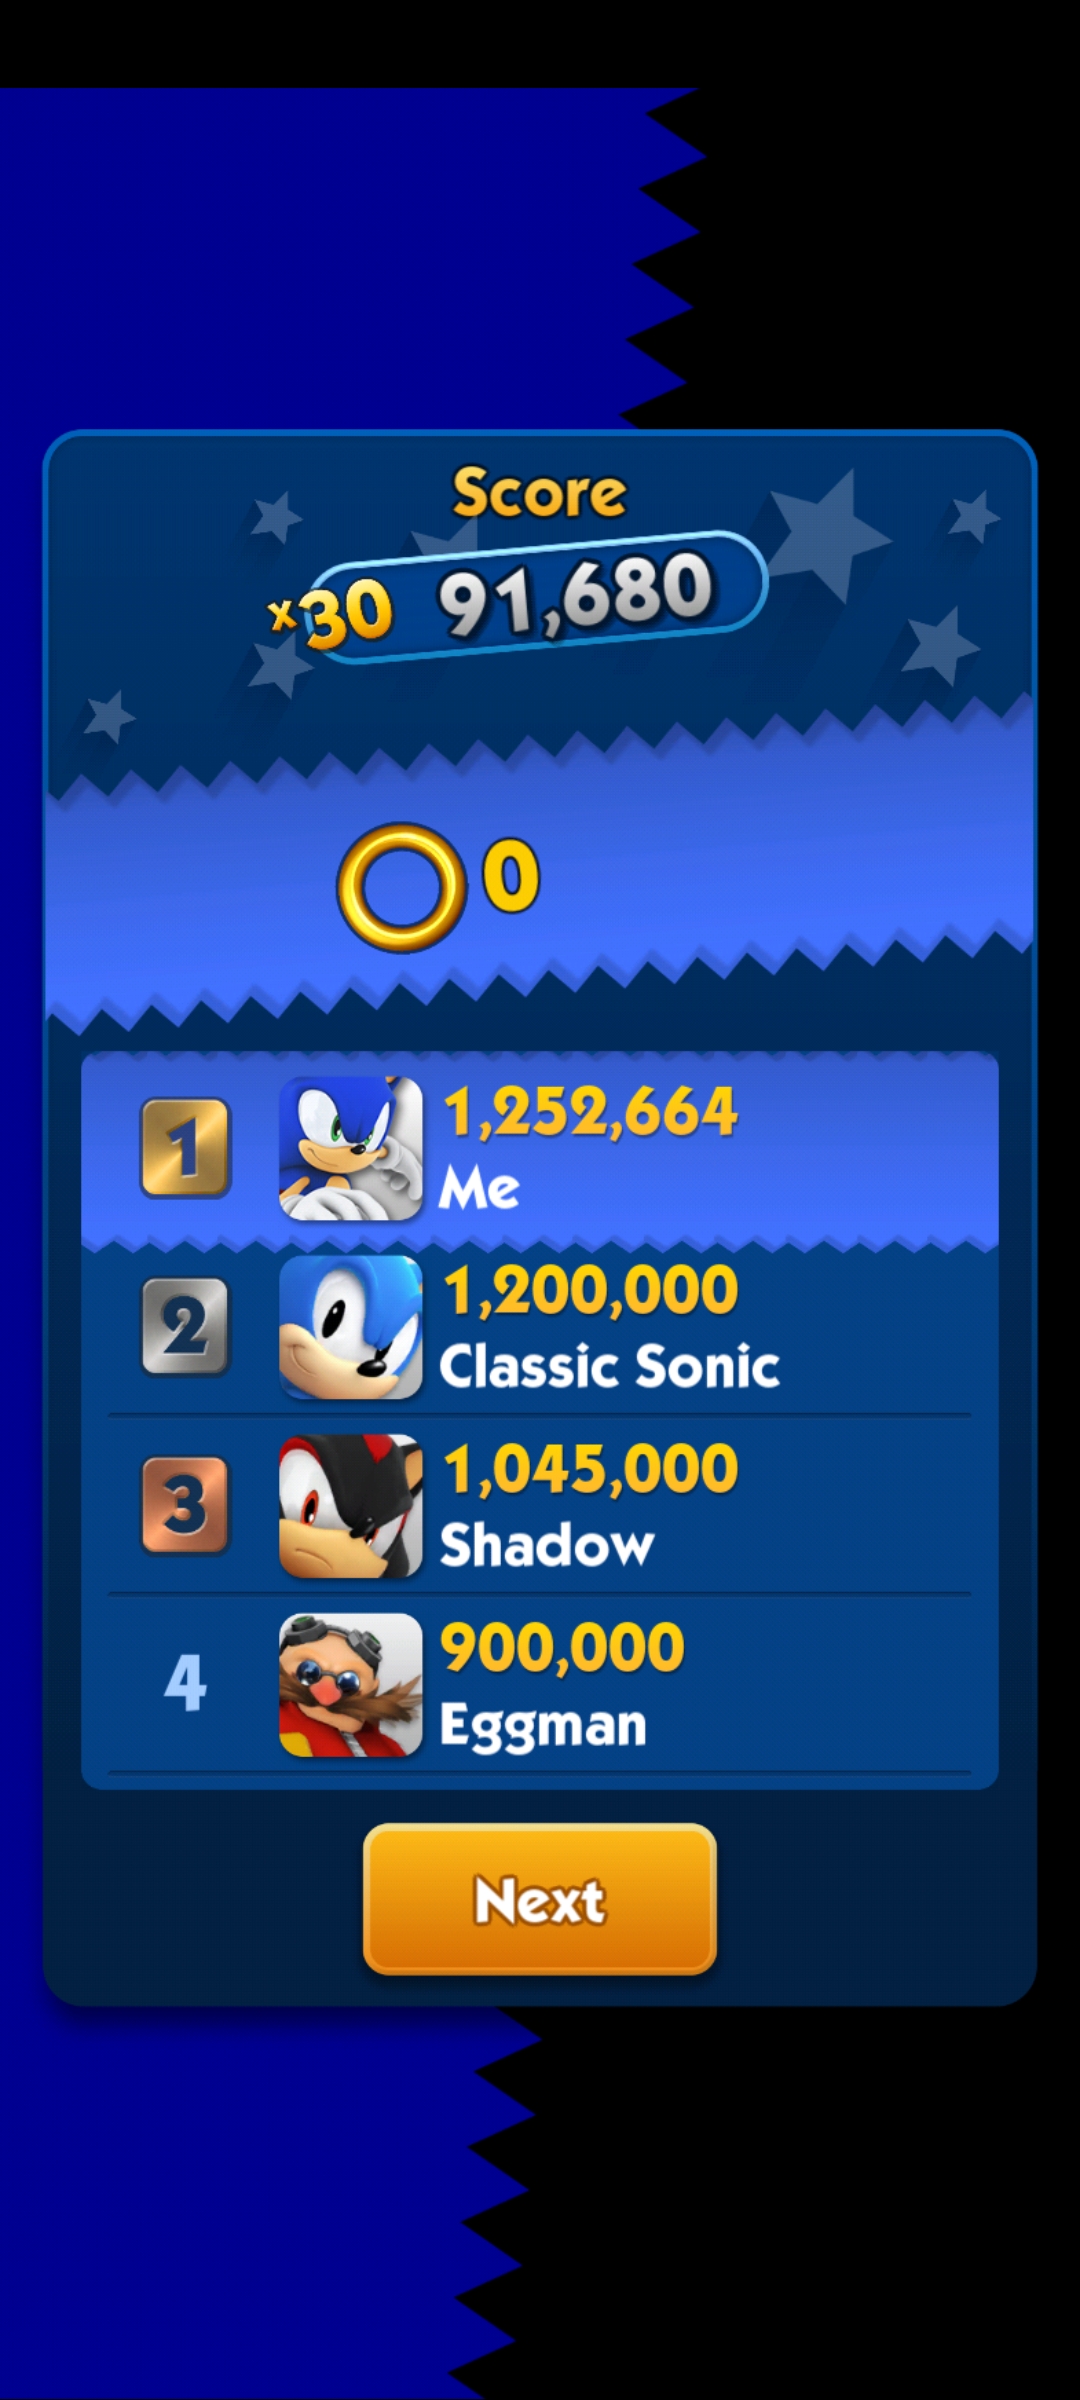 Score
×30 91,680
0
1
1,252,664
Me
2
1,200,000
Classic Sonic
3
1,045,000
Shadow
4
900,000
Eggman
Next